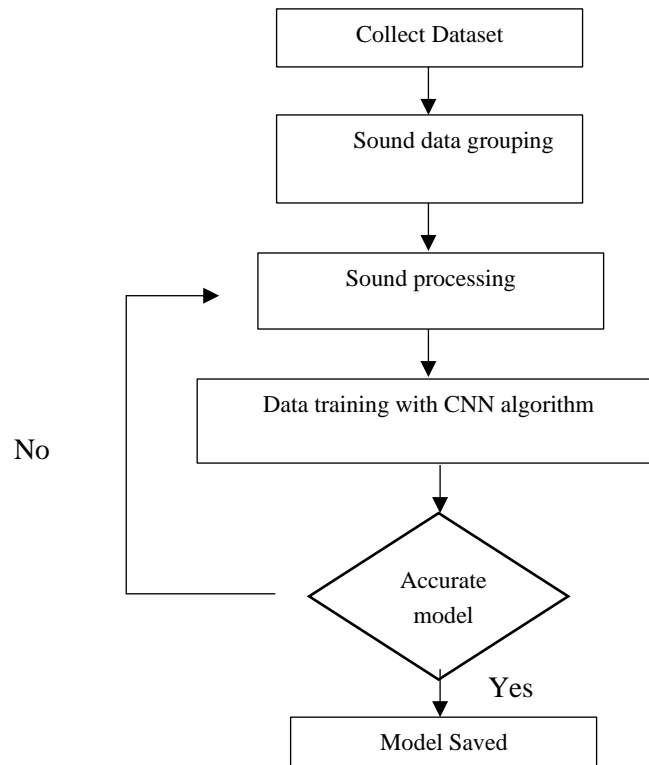 Collect Dataset
Sound data grouping
Sound processing
Data training with CNN algorithm
No
Accurate
model
Yes
Model Saved